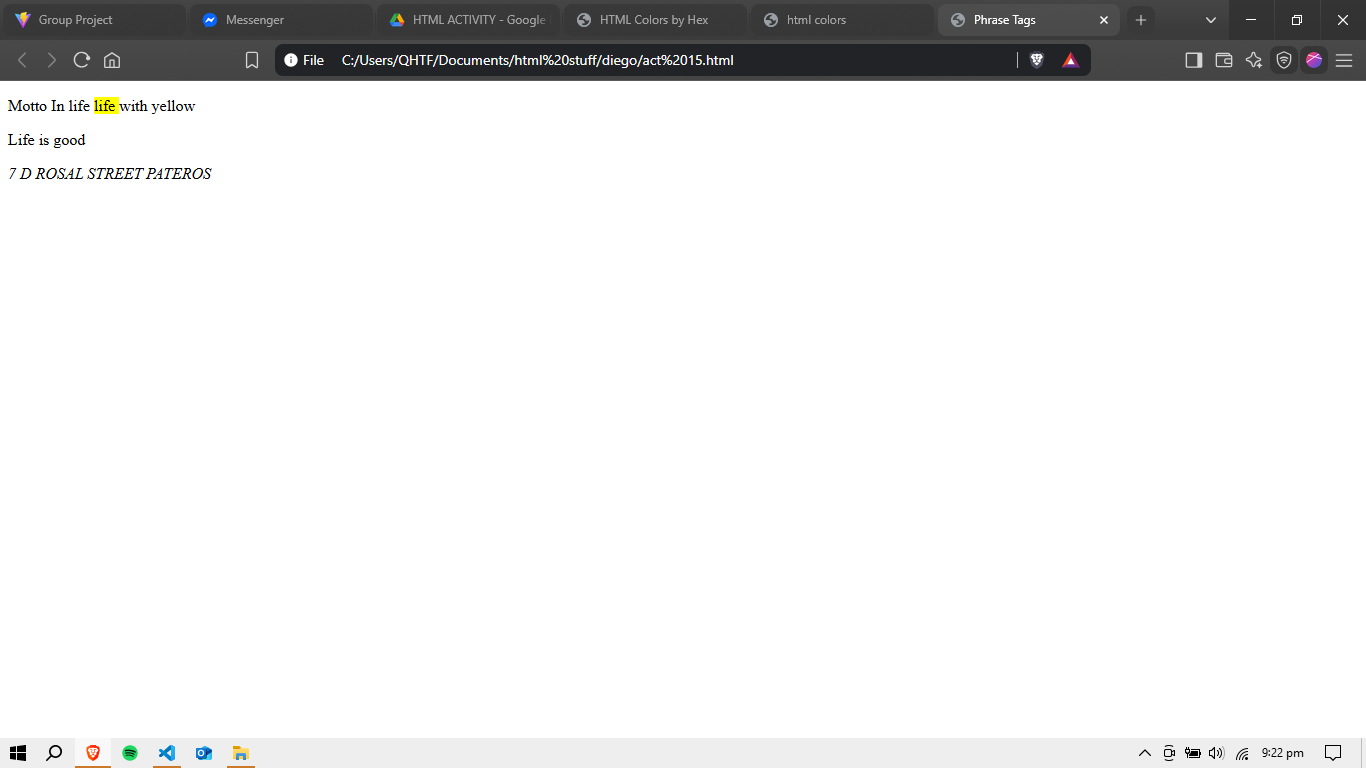 Group Project
Messenger
HTML ACTIVITY - Google
HTML Colors by Hex
html colors
Phrase Tags
File
C:/Users/QHTF/Documents/html%20stuff/diego/act%2015.html
Motto In life life with yellow
Life is good
7 D ROSAL STREET PATEROS
9:22 pm